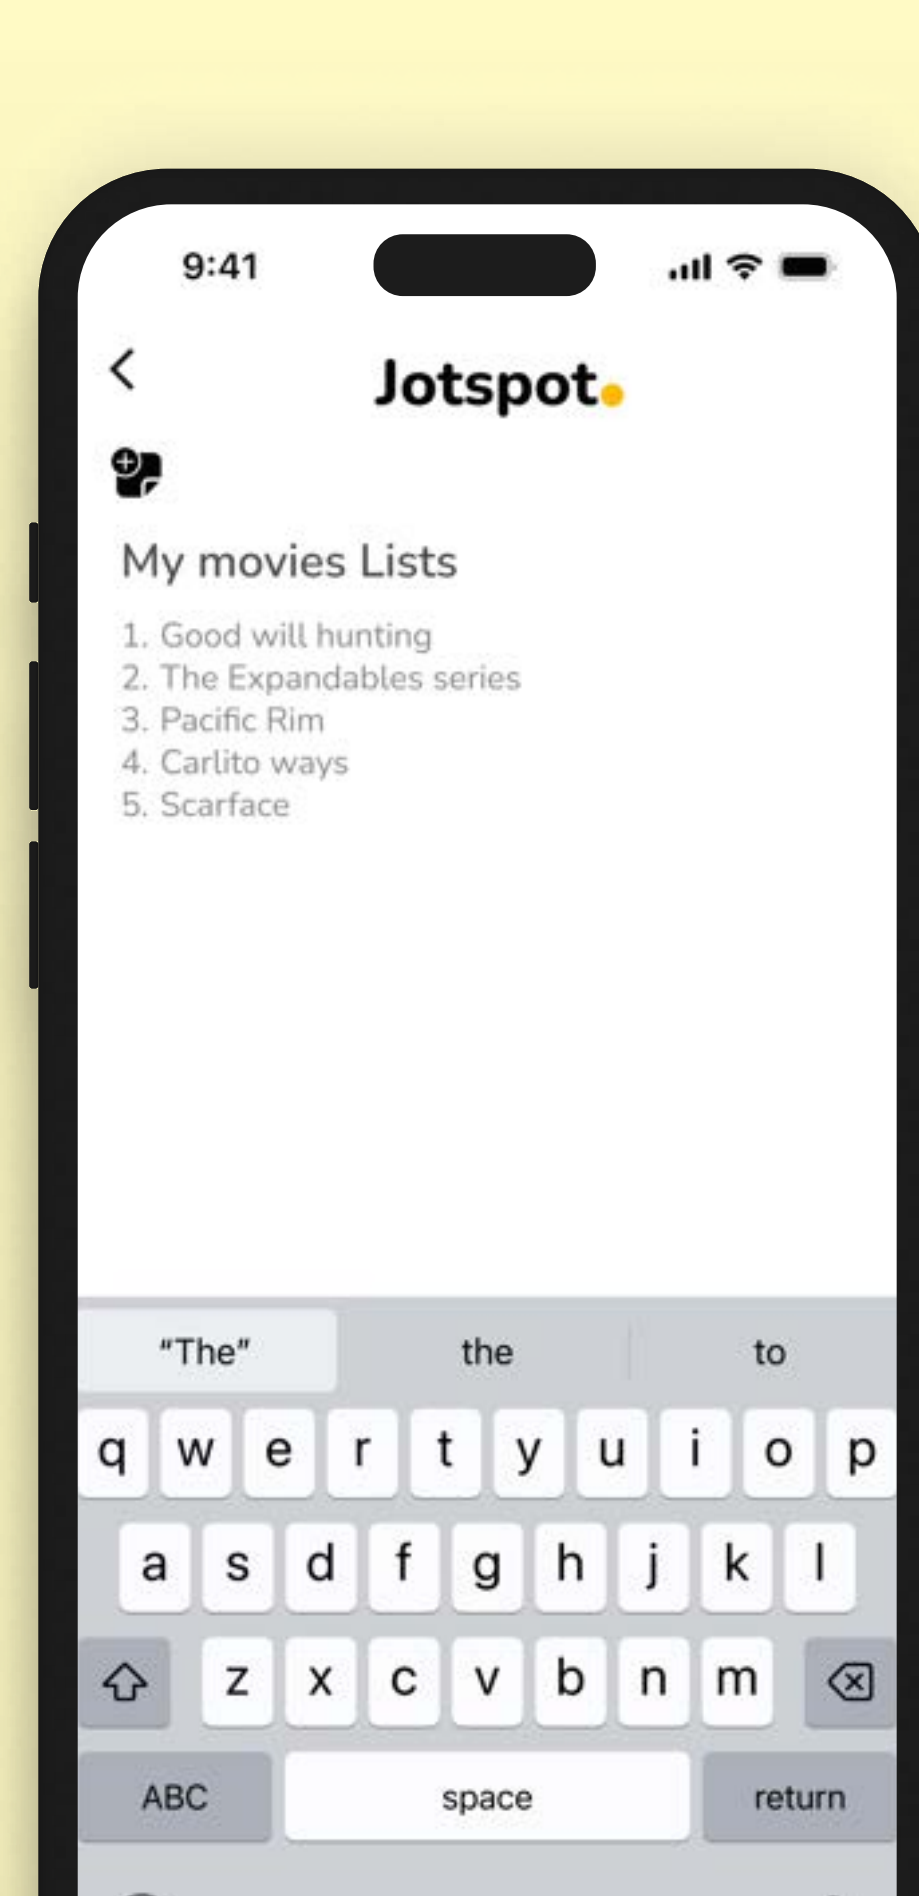 9:41
Jotspot.
My movies Lists
1. Good will hunting
2. The Expandables series
3. Pacific Rim
4. Carlito ways
5. Scarface
“The” the to
q w e r t y u i o p
a s d f g h j k l
z x c v b n m
ABC space return